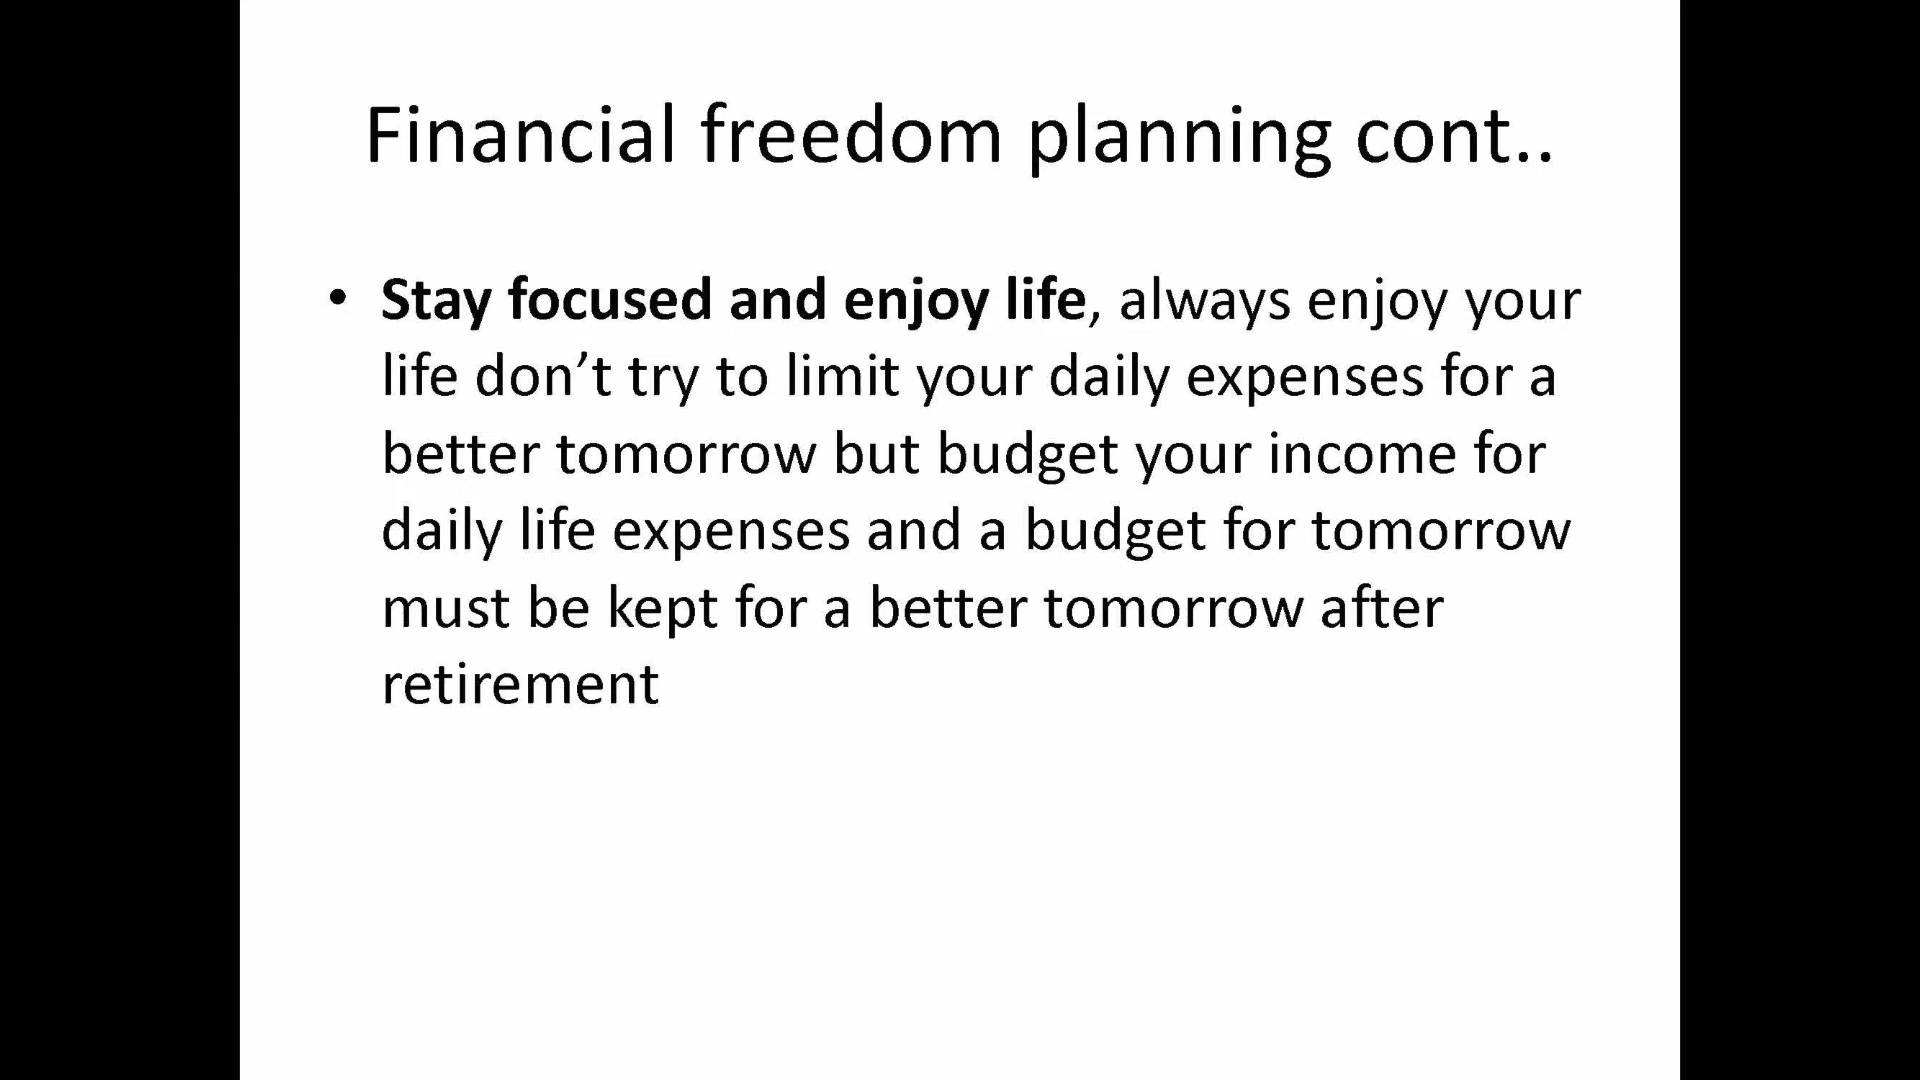 Financial freedom planning cont..
• Stay focused and enjoy life, always enjoy your
life don’t try to limit your daily expenses for a
better tomorrow but budget your income for
daily life expenses and a budget for tomorrow
must be kept for a better tomorrow after
retirement